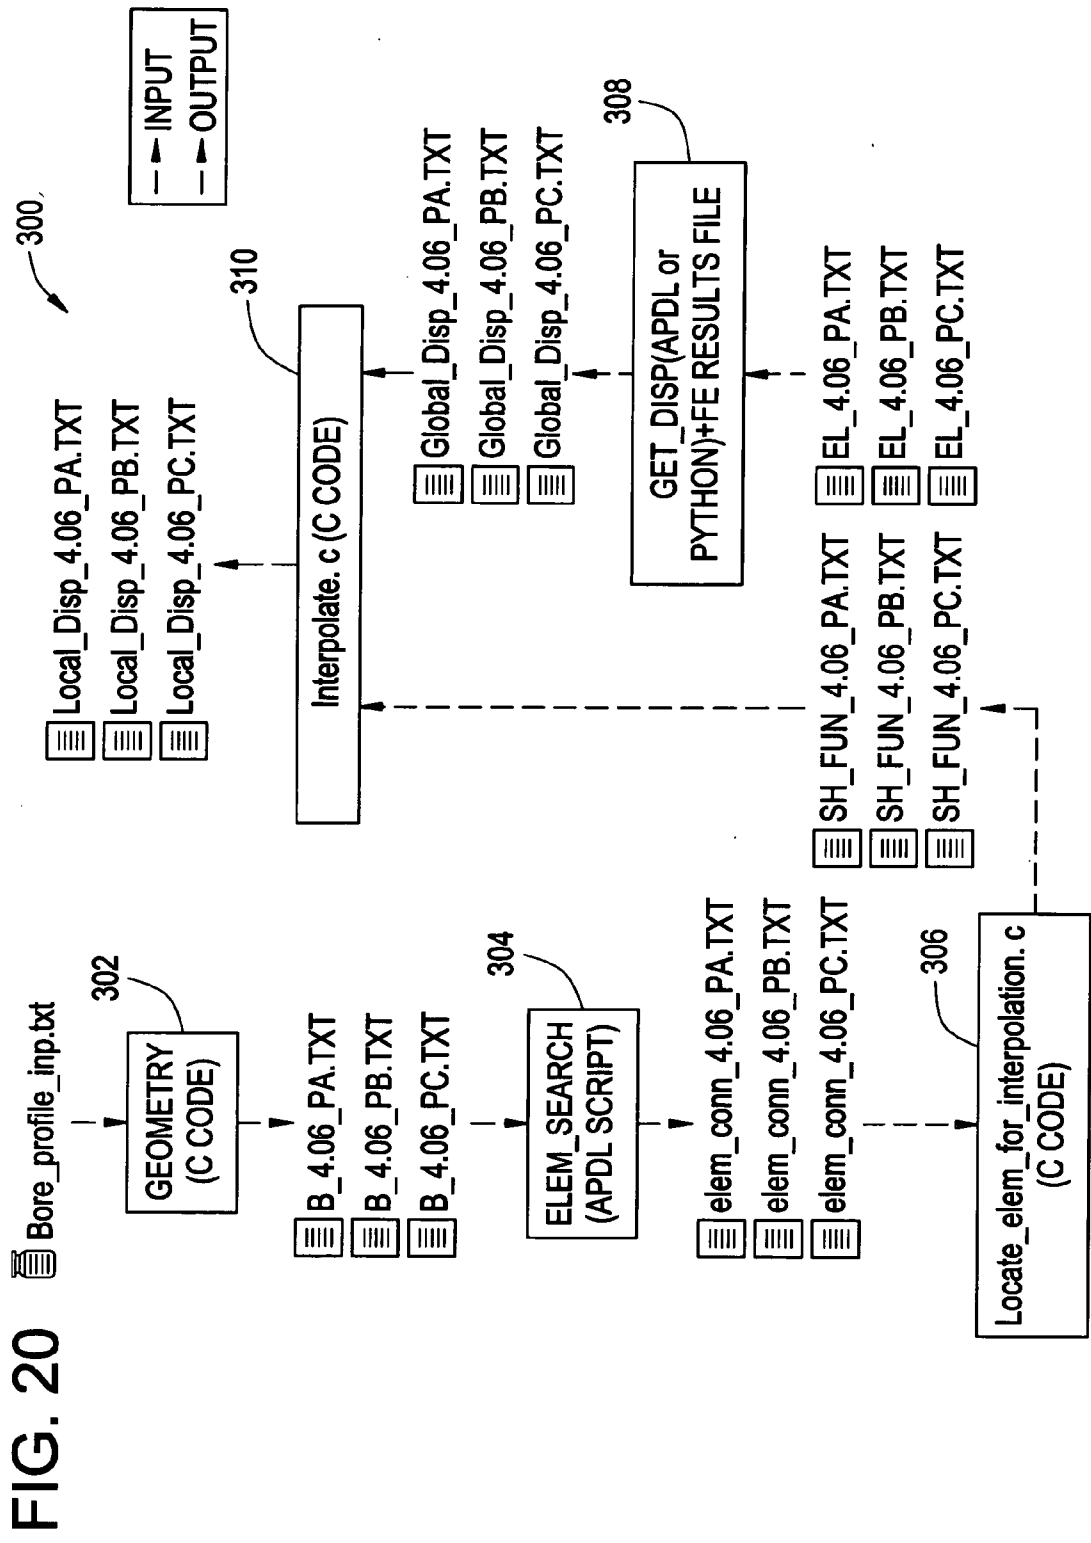 FIG. 20
300
Bore_profile_inp.txt
302
GEOMETRY
(C CODE)
B_4.06_PA.TXT
B_4.06_PB.TXT
B_4.06_PC.TXT
304
ELEM_SEARCH
(APDL SCRIPT)
elem_conn_4.06_PA.TXT
elem_conn_4.06_PB.TXT
elem_conn_4.06_PC.TXT
306
Locate_elem_for_interpolation. c
(C CODE)
Local_Disp_4.06_PA.TXT
Local_Disp_4.06_PB.TXT
Local_Disp_4.06_PC.TXT
310
Interpolate. c (C CODE)
Global_Disp_4.06_PA.TXT
Global_Disp_4.06_PB.TXT
Global_Disp_4.06_PC.TXT
308
GET_DISP(APDL or
PYTHON)+FE RESULTS FILE
SH_FUN_4.06_PA.TXT
SH_FUN_4.06_PB.TXT
SH_FUN_4.06_PC.TXT
EL_4.06_PA.TXT
EL_4.06_PB.TXT
EL_4.06_PC.TXT
INPUT
OUTPUT